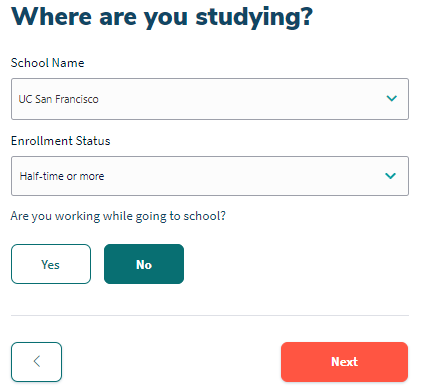 Where are you studying?
School Name
UC San Francisco
Enrollment Status
Half-time or more
Are you working while going to school?
Yes No
Next